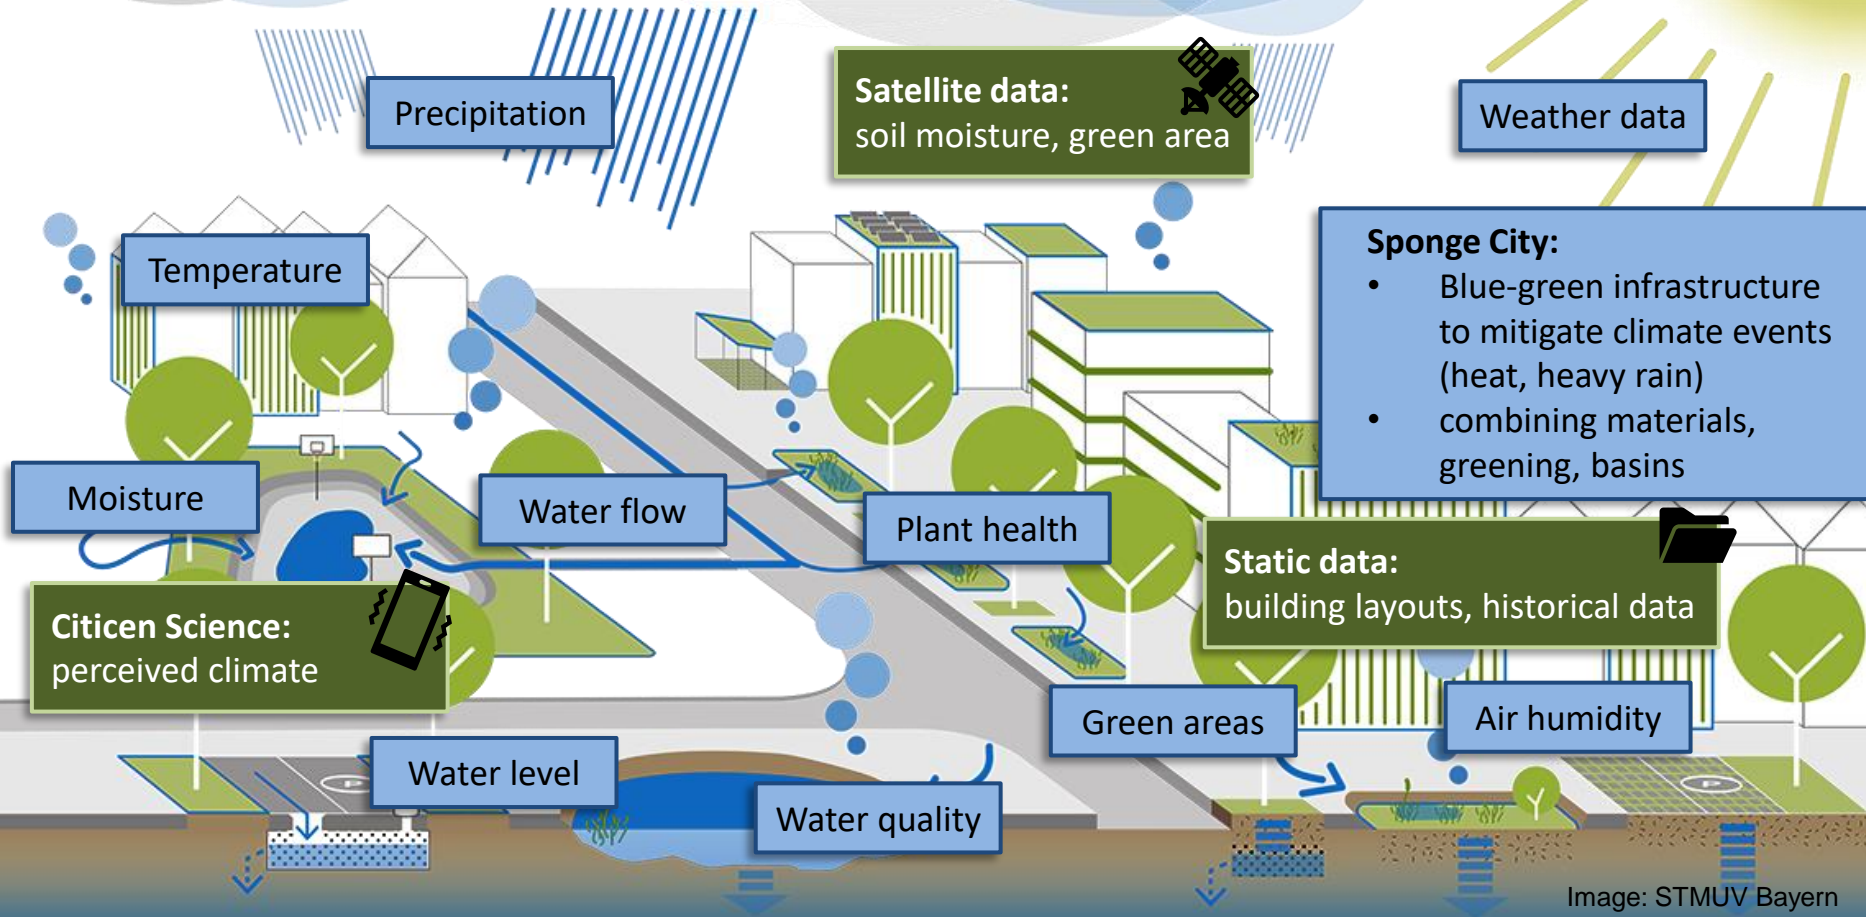 Precipitation
Satellite data:
soil moisture, green area
Weather data
Temperature
Sponge City:
• Blue-green infrastructure
to mitigate climate events
(heat, heavy rain)
• combining materials,
greening, basins
Moisture
Water flow
Plant health
Static data:
building layouts, historical data
Citicen Science:
perceived climate
Green areas
Air humidity
Water level
Water quality
P
P
Image: STMUV Bayern